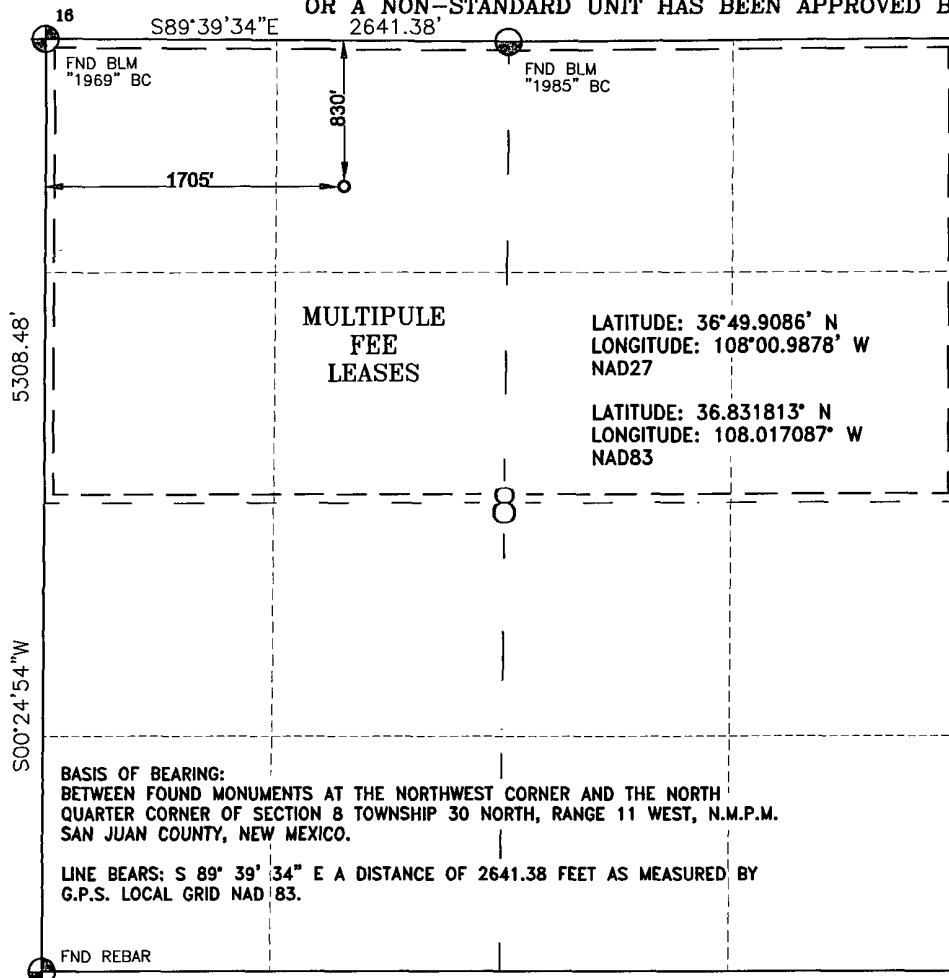 OR A NON-STANDARD UNIT HAS BEEN APPROVED B
16
S89°39'34"E 2641.38'
FND BLM
"1969" BC
FND BLM
"1985" BC
830'
1705'
MULTIPULE
FEE
LEASES
LATITUDE: 36°49.9086' N
LONGITUDE: 108°00.9878' W
NAD27
LATITUDE: 36.831813° N
LONGITUDE: 108.017087° W
NAD83
5308.48'
8
S00°24'54"W
BASIS OF BEARING:
BETWEEN FOUND MONUMENTS AT THE NORTHWEST CORNER AND THE NORTH
QUARTER CORNER OF SECTION 8 TOWNSHIP 30 NORTH, RANGE 11 WEST, N.M.P.M.
SAN JUAN COUNTY, NEW MEXICO.
LINE BEARS: S 89° 39' 34" E A DISTANCE OF 2641.38 FEET AS MEASURED BY
G.P.S. LOCAL GRID NAD 83.
FND REBAR